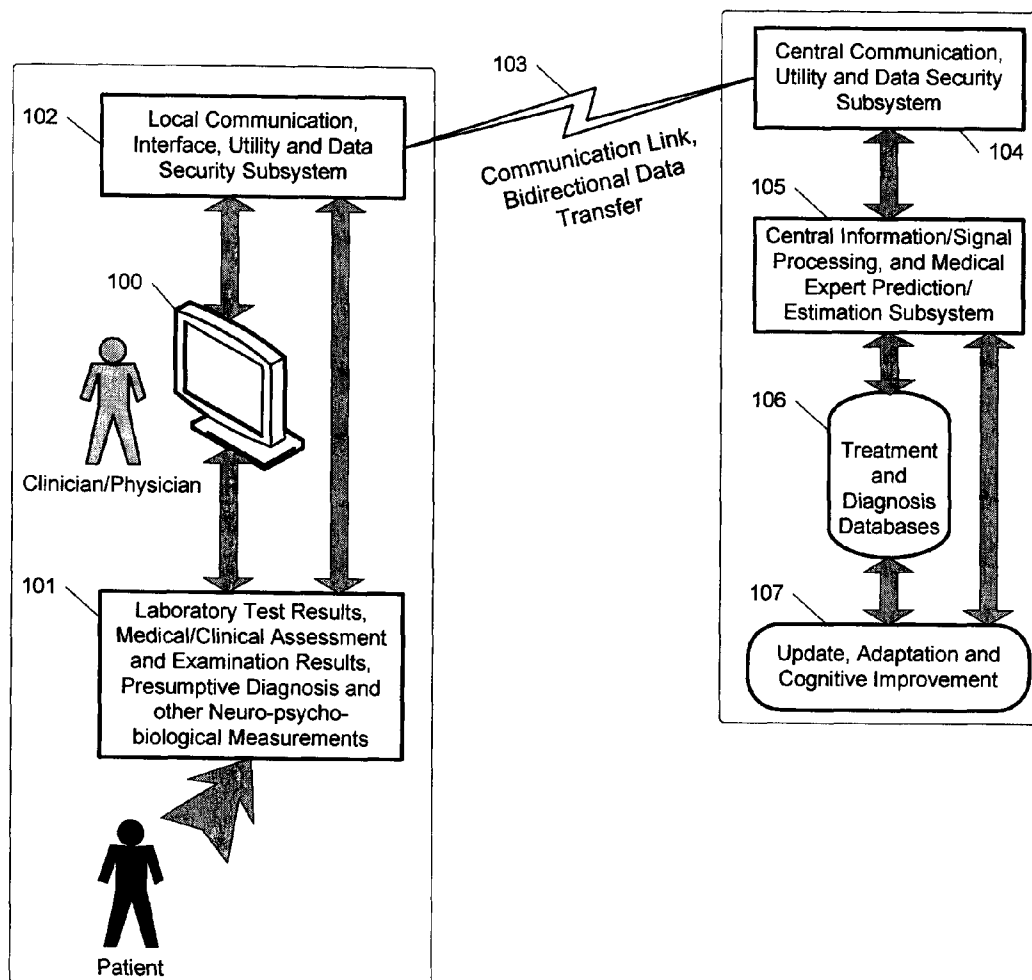 102
Local Communication,
Interface, Utility and Data
Security Subsystem
100
Clinician/Physician
101
Laboratory Test Results,
Medical/Clinical Assessment
and Examination Results,
Presumptive Diagnosis and
other Neuro-psycho-
biological Measurements
Patient
103
Communication Link,
Bidirectional Data
Transfer
Central Communication,
Utility and Data Security
Subsystem
104
105
Central Information/Signal
Processing, and Medical
Expert Prediction/
Estimation Subsystem
106
Treatment
and
Diagnosis
Databases
107
Update, Adaptation and
Cognitive Improvement